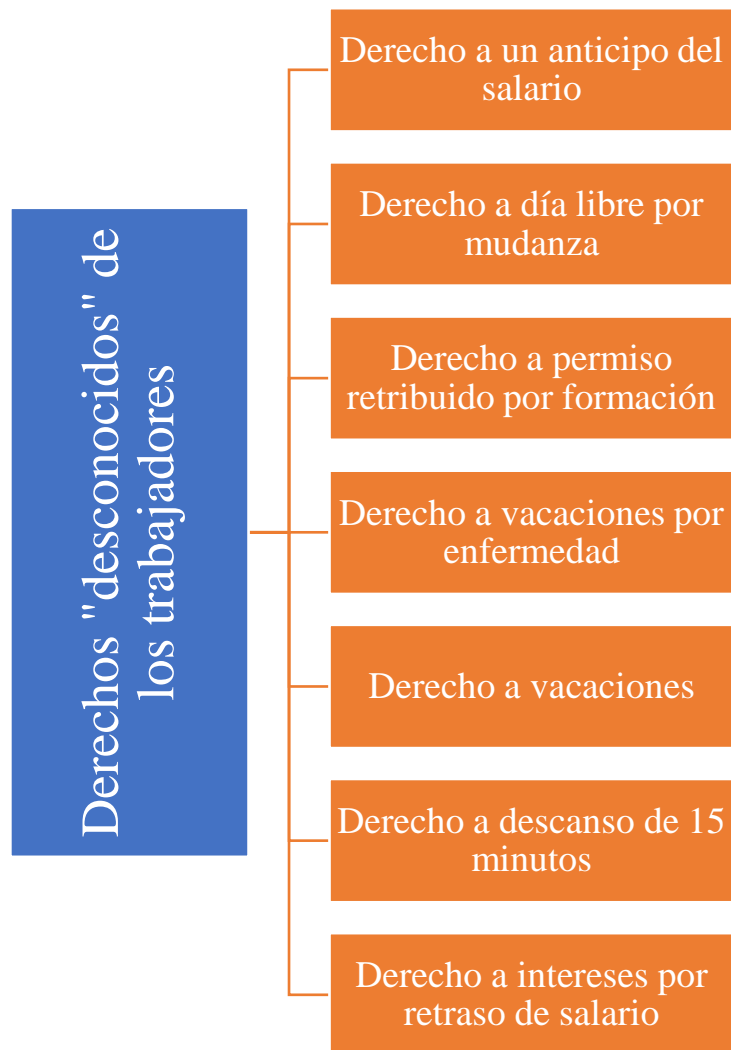 Derechos "desconocidos" de
los trabajadores
Derecho a un anticipo del
salario
Derecho a día libre por
mudanza
Derecho a permiso
retribuido por formación
Derecho a vacaciones por
enfermedad
Derecho a vacaciones
Derecho a descanso de 15
minutos
Derecho a intereses por
retraso de salario